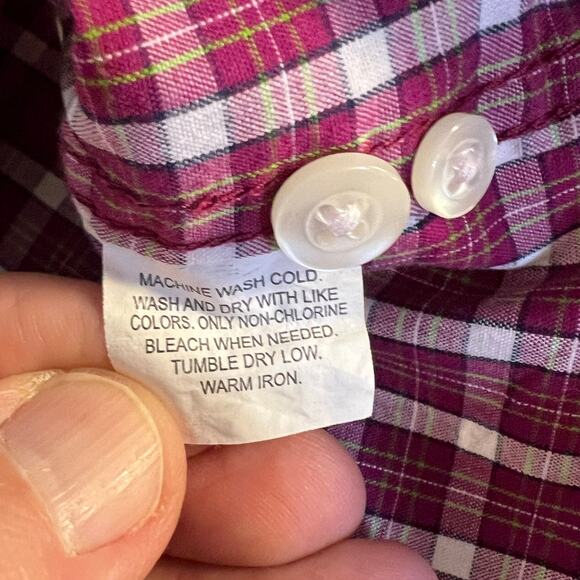 MACHINE WASH COLD.
WASH AND DRY WITH LIKE
COLORS. ONLY NON-CHLORINE
BLEACH WHEN NEEDED.
TUMBLE DRY LOW.
WARM IRON.